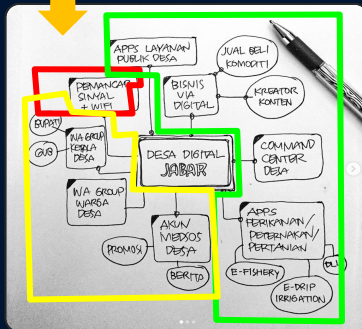 APPS LAYANAN
PUBLIK DESA
JUAL BELI
KOMODITI
PEMANCAR
SINYAL
+ WIFI
BISNIS
VIA
DIGITAL
KREATOR
KONTEN
BUPATI
GUB
WA GROUP
KEPALA
DESA
DESA DIGITAL
JABAR
COMMAND
CENTER
DESA
WA GROUP
WARGA
DESA
AKUN
MEDSOS
DESA
APPS
PERIKANAN/
PETERNAKAN/
PERTANIAN
PROMOSI
BERITA
E-FISHERY
E-DRIP
IRRIGATION
DLL